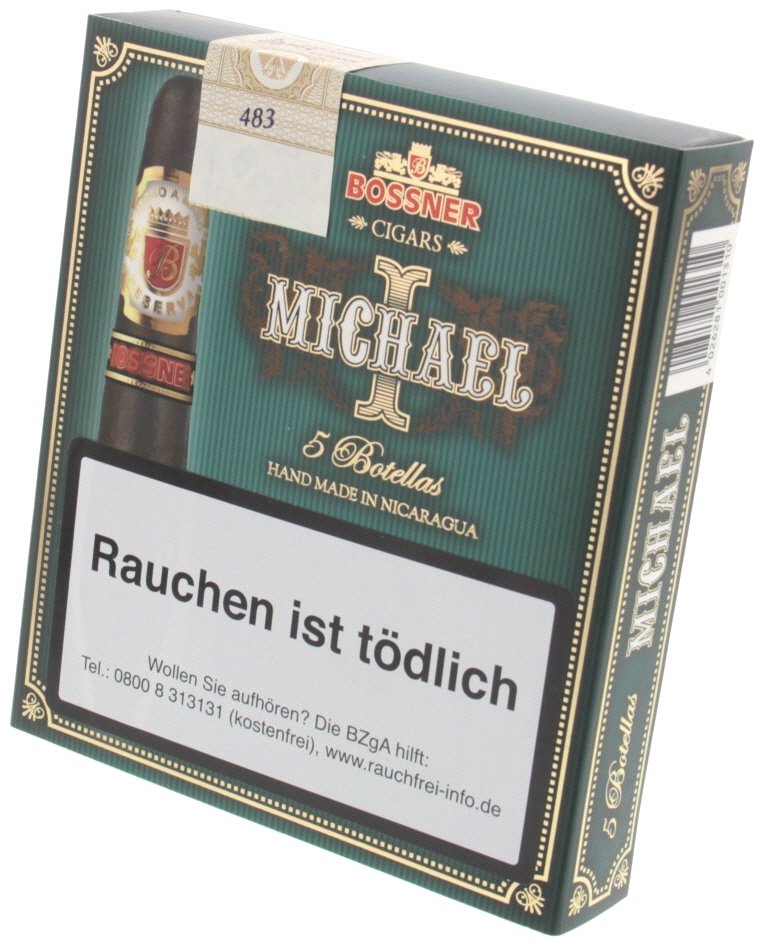 483
BOSSNER
CIGARS
I
MICHAEL
5 Botellas
HAND MADE IN NICARAGUA
B
BOSSNE
Rauchen ist tödlich
Wollen Sie aufhören? Die BZgA hilft:
Tel.: 0800 8 313131 (kostenfrei), www.rauchfrei-info.de
MICHAEL
5 Botellas